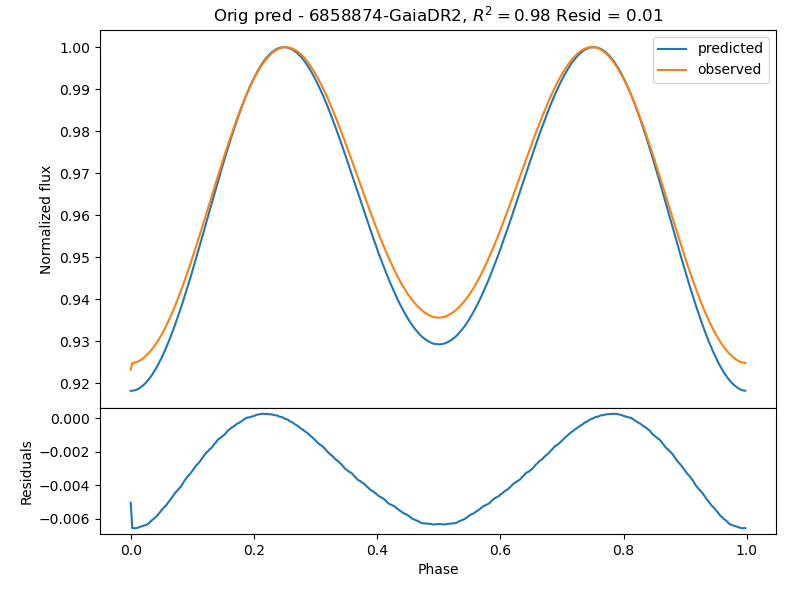 Orig pred - 6858874-GaiaDR2, R² = 0.98 Resid = 0.01
predicted
observed
1.00
0.99
0.98
0.97
0.96
0.95
0.94
0.93
0.92
Normalized flux
0.000
−0.002
−0.004
−0.006
Residuals
0.0 0.2 0.4 0.6 0.8 1.0
Phase